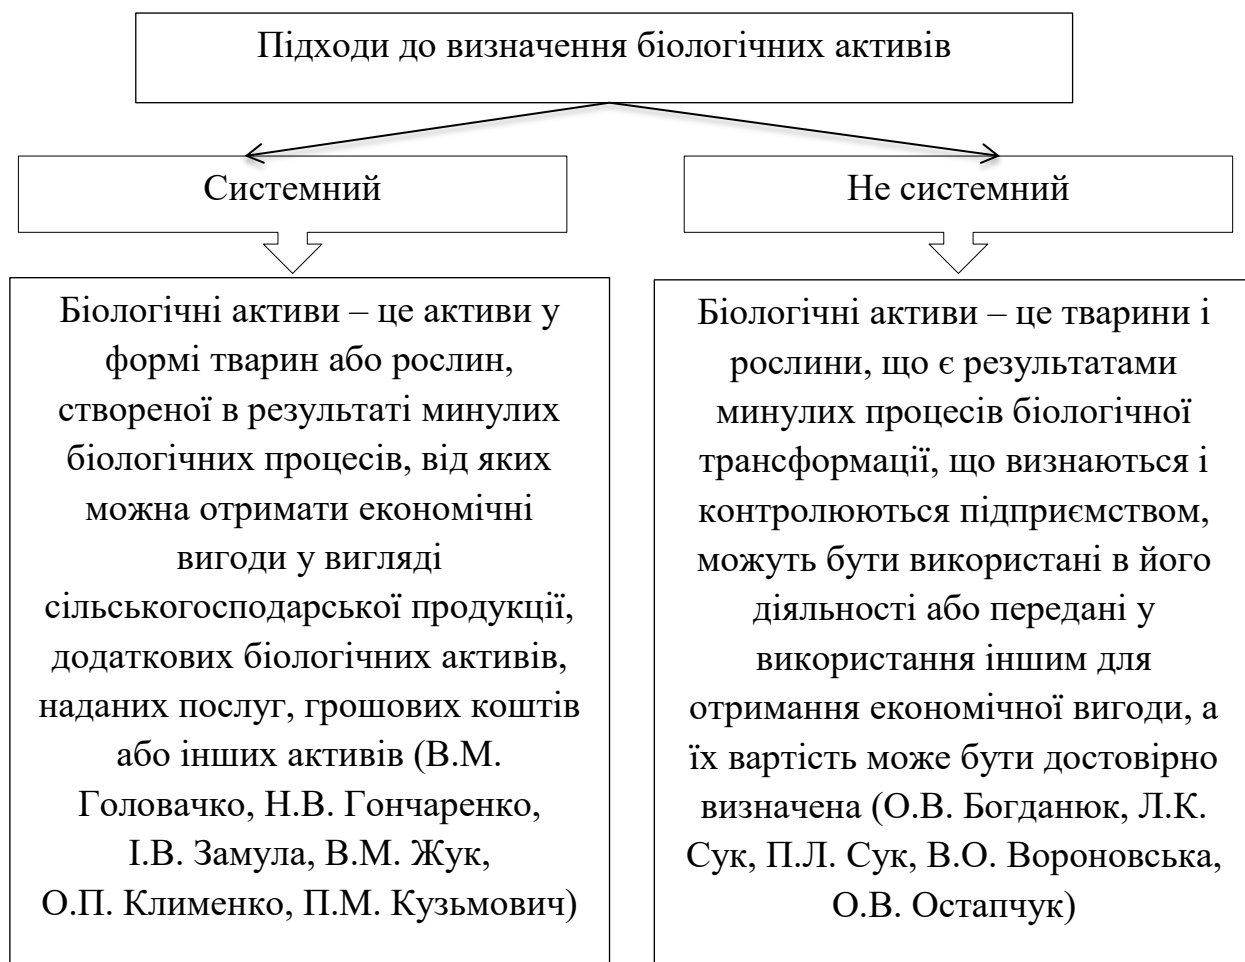 Підходи до визначення біологічних активів
Системний
Не системний
Біологічні активи – це активи у
формі тварин або рослин,
створеної в результаті минулих
біологічних процесів, від яких
можна отримати економічні
вигоди у вигляді
сільськогосподарської продукції,
додаткових біологічних активів,
наданих послуг, грошових коштів
або інших активів (В.М.
Головачко, Н.В. Гончаренко,
І.В. Замула, В.М. Жук,
О.П. Клименко, П.М. Кузьмович)
Біологічні активи – це тварини і
рослини, що є результатами
минулих процесів біологічної
трансформації, що визнаються і
контролюються підприємством,
можуть бути використані в його
діяльності або передані у
використання іншим для
отримання економічної вигоди, а
їх вартість може бути достовірно
визначена (О.В. Богданюк, Л.К.
Сук, П.Л. Сук, В.О. Вороновська,
О.В. Остапчук)